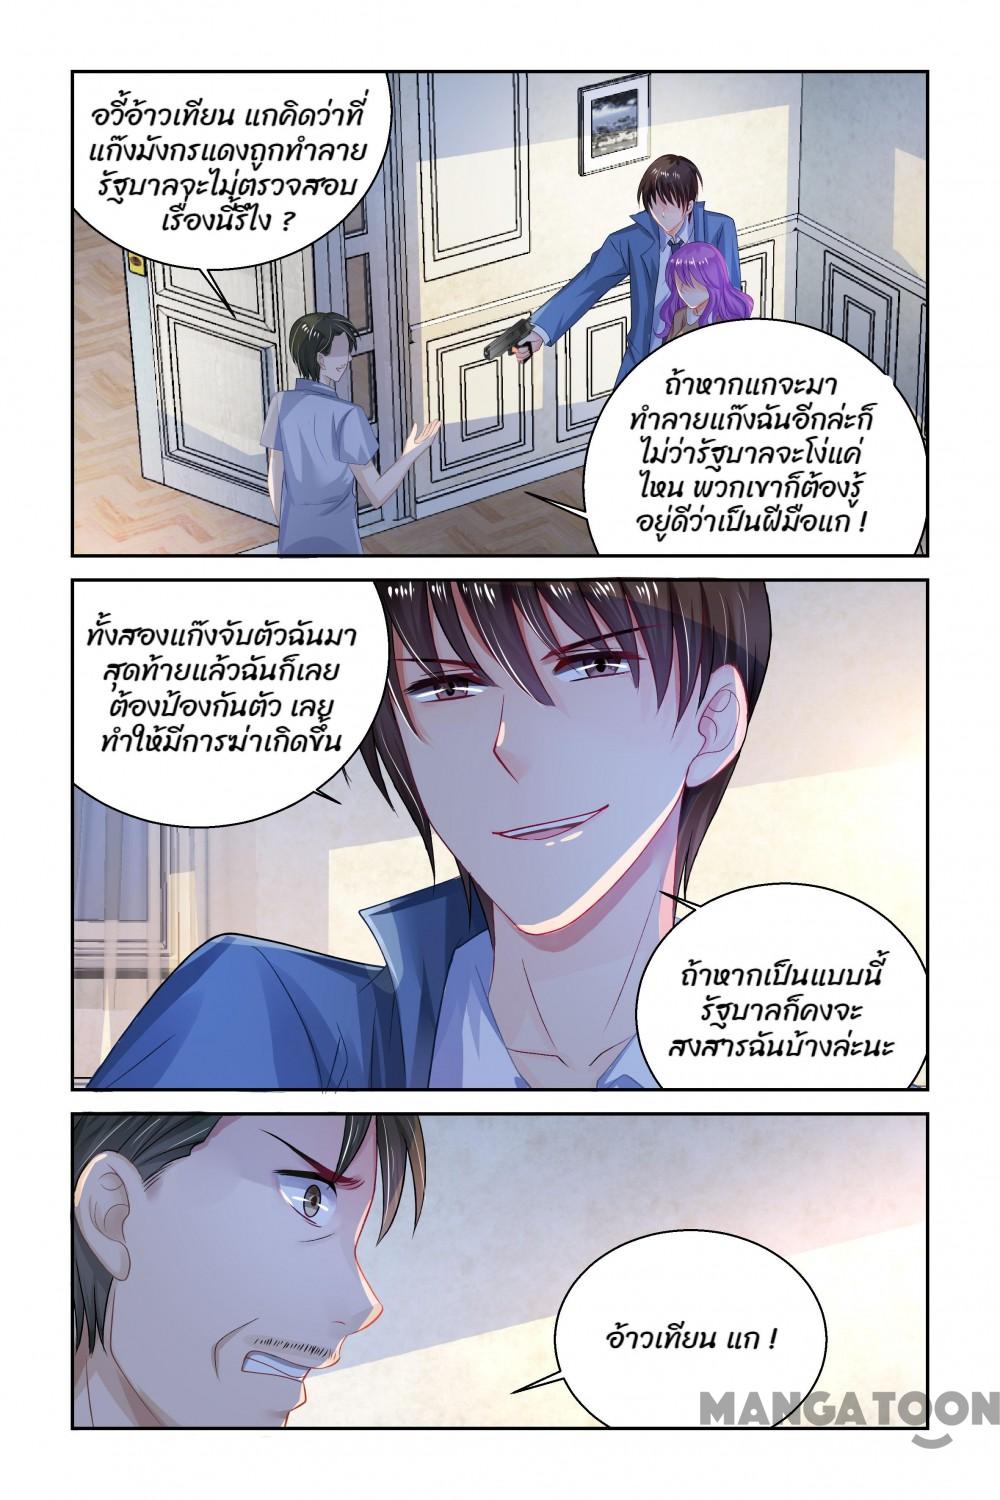 อวี้อ้าวเทียน แกคิดว่าที่
แก๊งมังกรแดงถูกทำลาย
รัฐบาลจะไม่ตรวจสอบ
เรื่องนี้รึไง ?
ถ้าหากแกจะมา
ทำลายแก๊งฉันอีกล่ะก็
ไม่ว่ารัฐบาลจะโง่แค่
ไหน พวกเขาก็ต้องรู้
อยู่ดีว่าเป็นฝีมือแก !
ทั้งสองแก๊งจับตัวฉันมา
สุดท้ายแล้วฉันก็เลย
ต้องป้องกันตัว เลย
ทำให้มีการฆ่าเกิดขึ้น
ถ้าหากเป็นแบบนี้
รัฐบาลก็คงจะ
สงสารฉันบ้างล่ะนะ
อ้าวเทียน แก !
MANGATOON